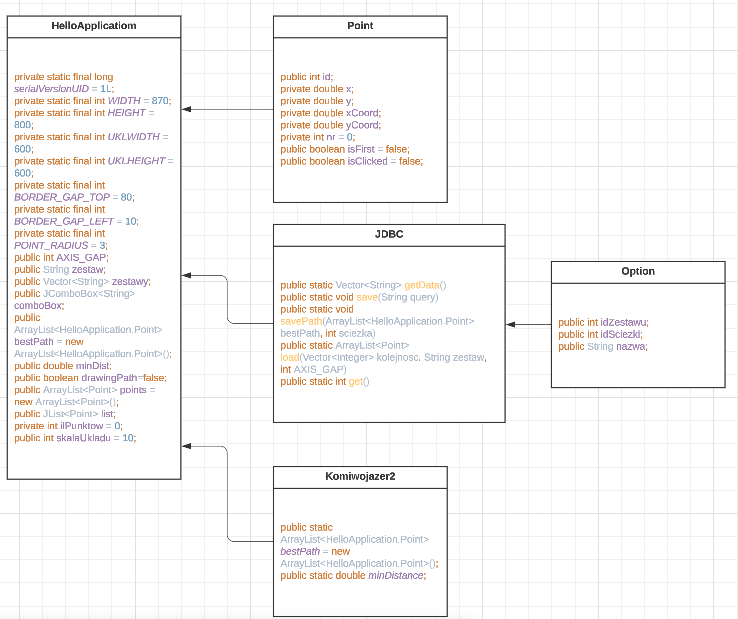 HelloApplicatiom
private static final long
serialVersionUID = 1L;
private static final int WIDTH = 870;
private static final int HEIGHT =
800;
private static final int UKLWIDTH =
600;
private static final int UKLHEIGHT =
600;
private static final int
BORDER_GAP_TOP = 80;
private static final int
BORDER_GAP_LEFT = 10;
private static final int
POINT_RADIUS = 3;
public int AXIS_GAP;
public String zestaw;
public Vector<String> zestawy;
public JComboBox<String>
comboBox;
public
ArrayList<HelloApplication.Point>
bestPath = new
ArrayList<HelloApplication.Point>();
public double minDist;
public boolean drawingPath=false;
public ArrayList<Point> points =
new ArrayList<Point>();
public JList<Point> list;
private int ilPunktow = 0;
public int skalaUkladu = 10;
Point
public int id;
private double x;
private double y;
private double xCoord;
private double yCoord;
private int nr = 0;
public boolean isFirst = false;
public boolean isClicked = false;
JDBC
public static Vector<String> getData()
public static void save(String query)
public static void
savePath(ArrayList<HelloApplication.Point>
bestPath, int sciezka)
public static ArrayList<Point>
load(Vector<Integer> kolejnosc, String zestaw,
int AXIS_GAP)
public static int get()
Option
public int idZestawu;
public int idSciezki;
public String nazwa;
Komiwojazer2
public static
ArrayList<HelloApplication.Point>
bestPath = new
ArrayList<HelloApplication.Point>();
public static double minDistance;